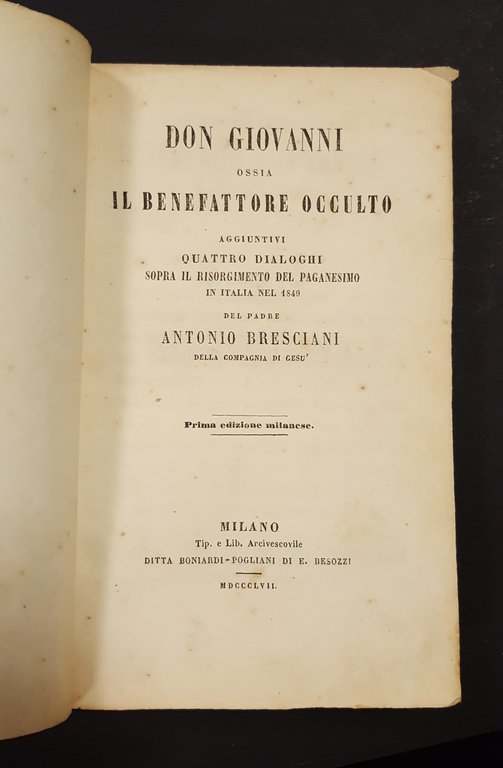 DON GIOVANNI
OSSIA
IL BENEFATTORE OCCULTO
AGGIUNTIVI
QUATTRO DIALOGHI
SOPRA IL RISORGIMENTO DEL PAGANESIMO
IN ITALIA NEL 1849
DEL PADRE
ANTONIO BRESCIANI
DELLA COMPAGNIA DI GESU'
Prima edizione milanese.
MILANO
Tip. e Lib. Arcivescovile
DITTA BONIARDI-POGLIANI DI E. BESOZZI
MDCCCLVII.